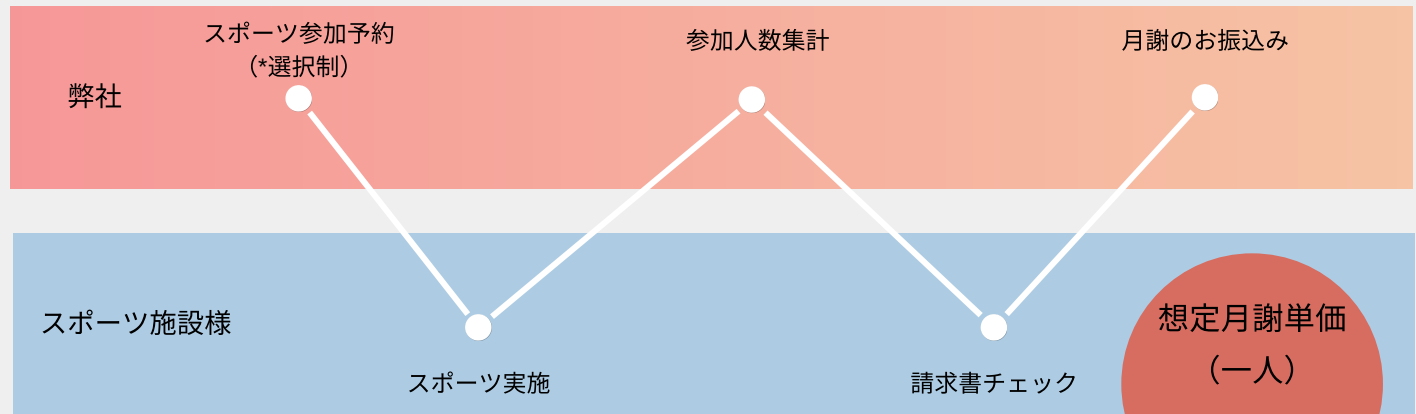 スポーツ参加予約
（*選択制）
参加人数集計
月謝のお振込み
弊社
スポーツ施設様
スポーツ実施
請求書チェック
想定月謝単価
（一人）